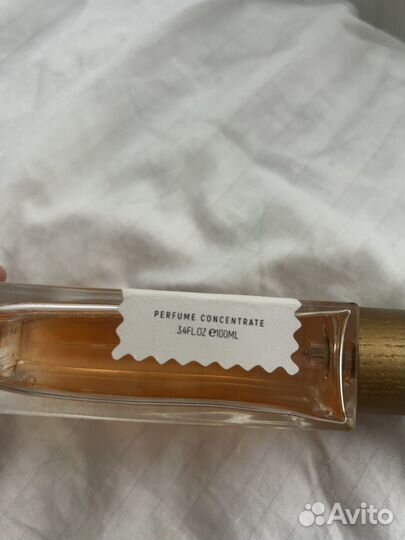 PERFUME CONCENTRATE
3.4FL.OZ ℮100ML
Avito